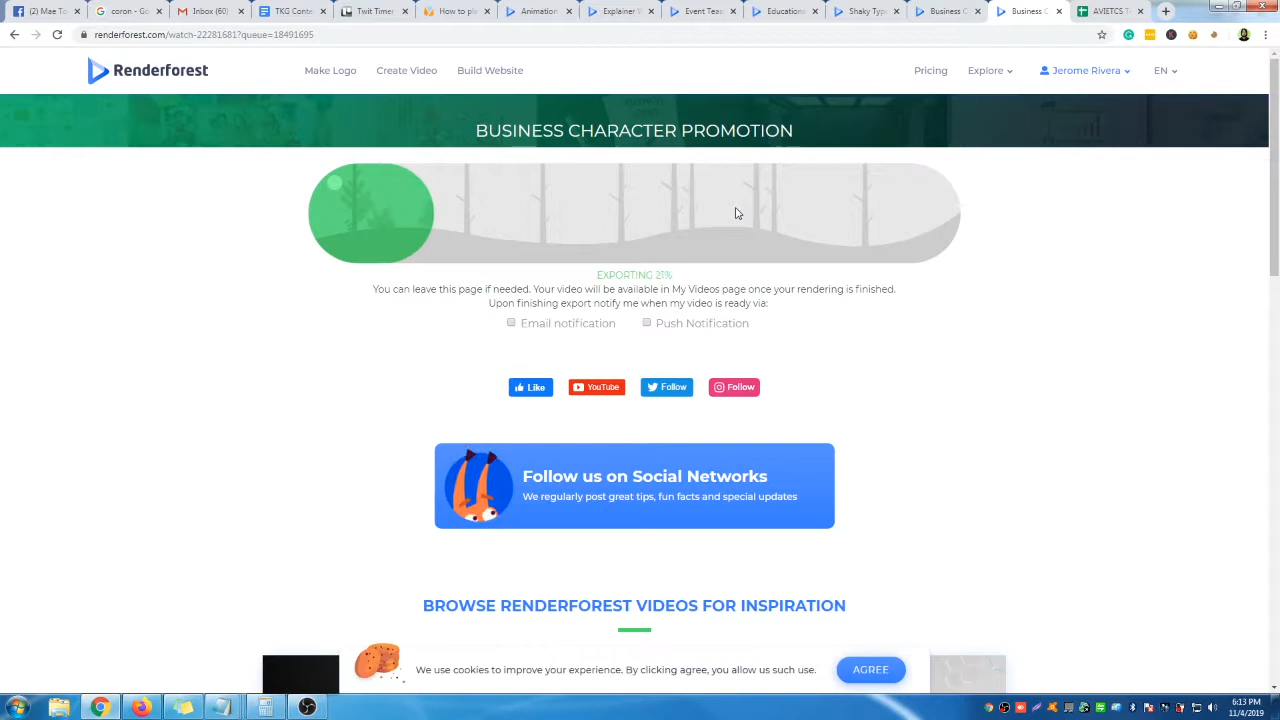 (2) Mae To
coron - Go
Inbox (60)
TKG Cont
Twit Time
How to pl
Animation
Explainer V
Event Teas
Educationa
Shaky Typ
Business C
Business C
AVIETCS T
renderforest.com/watch-22281681?queue=18491695
Renderforest
Make Logo
Create Video
Build Website
Pricing
Explore
Jerome Rivera
EN
BUSINESS CHARACTER PROMOTION
EXPORTING 21%
You can leave this page if needed. Your video will be available in My Videos page once your rendering is finished.
Upon finishing export notify me when my video is ready via:
Email notification
Push Notification
Like
YouTube
Follow
Follow
Follow us on Social Networks
We regularly post great tips, fun facts and special updates
BROWSE RENDERFOREST VIDEOS FOR INSPIRATION
We use cookies to improve your experience. By clicking agree, you allow us such use.
AGREE
6:13 PM
11/4/2019